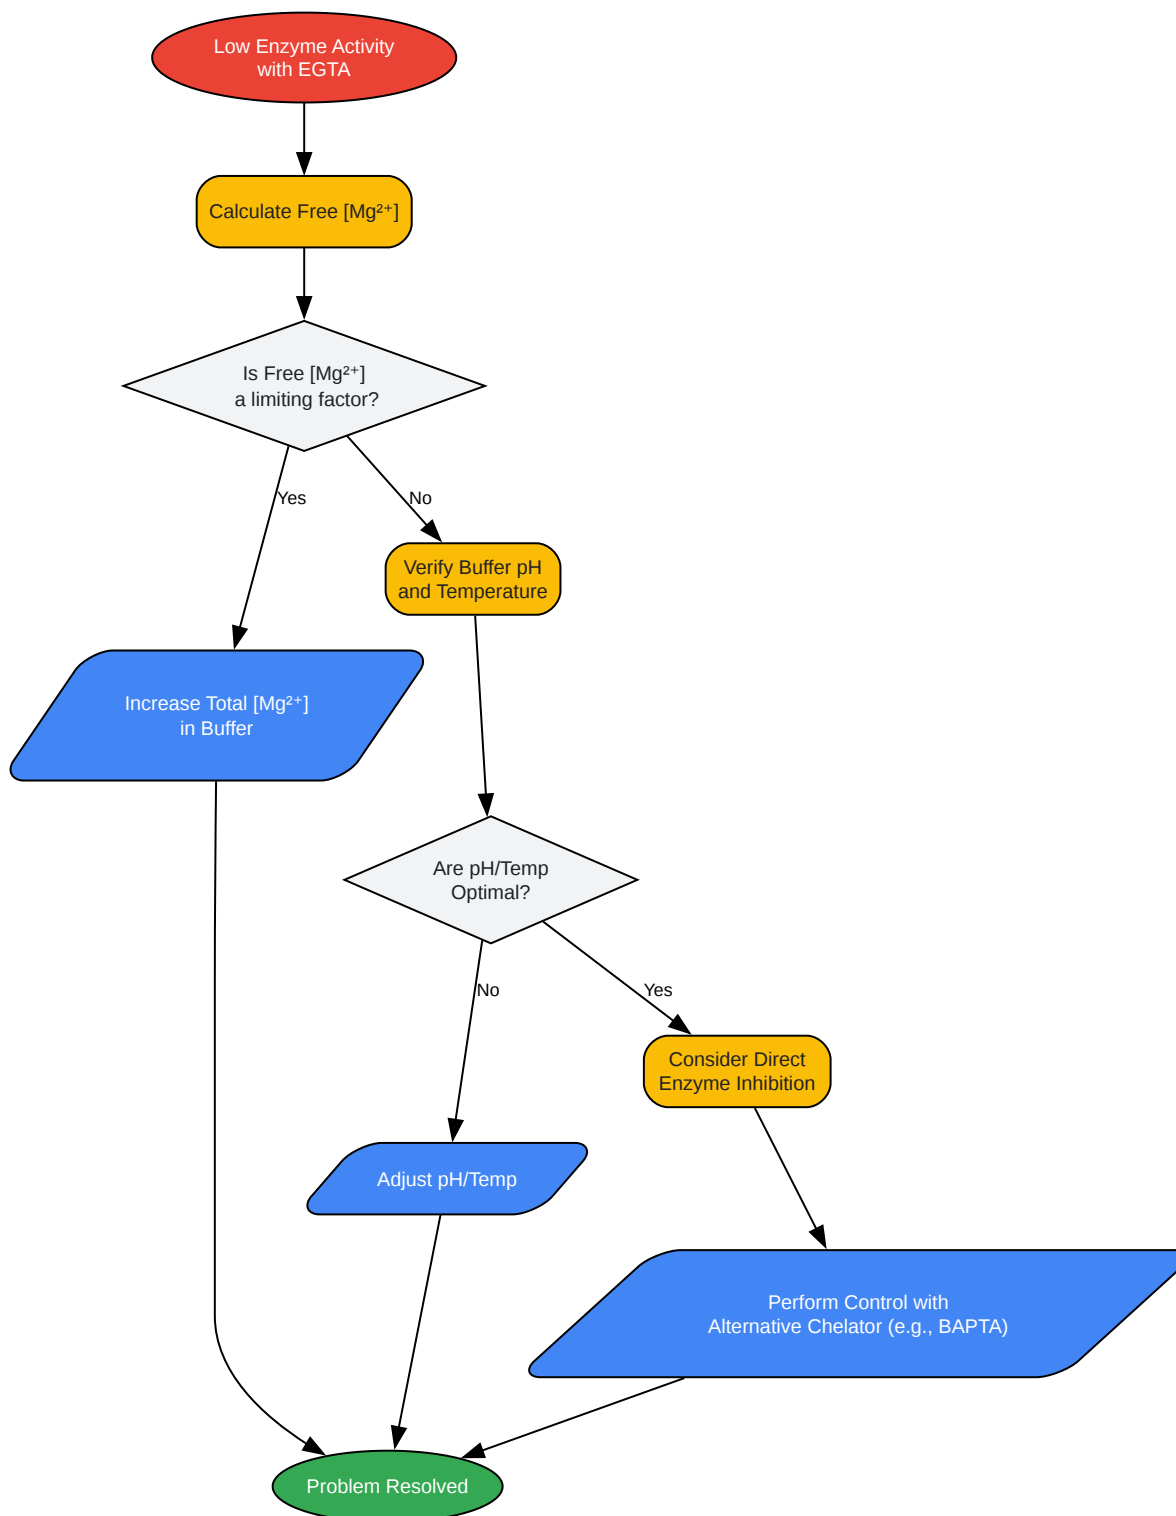 Low Enzyme Activity
with EGTA
Calculate Free [Mg²⁺]
Is Free [Mg²⁺]
a limiting factor?
Yes
No
Verify Buffer pH
and Temperature
Increase Total [Mg²⁺]
in Buffer
Are pH/Temp
Optimal?
No
Yes
Consider Direct
Enzyme Inhibition
Adjust pH/Temp
Perform Control with
Alternative Chelator (e.g., BAPTA)
Problem Resolved